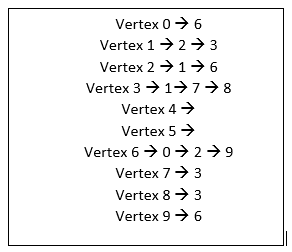 Vertex 0 → 6
Vertex 1 → 2 → 3
Vertex 2 → 1 → 6
Vertex 3 → 1 → 7 → 8
Vertex 4 →
Vertex 5 →
Vertex 6 → 0 → 2 → 9
Vertex 7 → 3
Vertex 8 → 3
Vertex 9 → 6